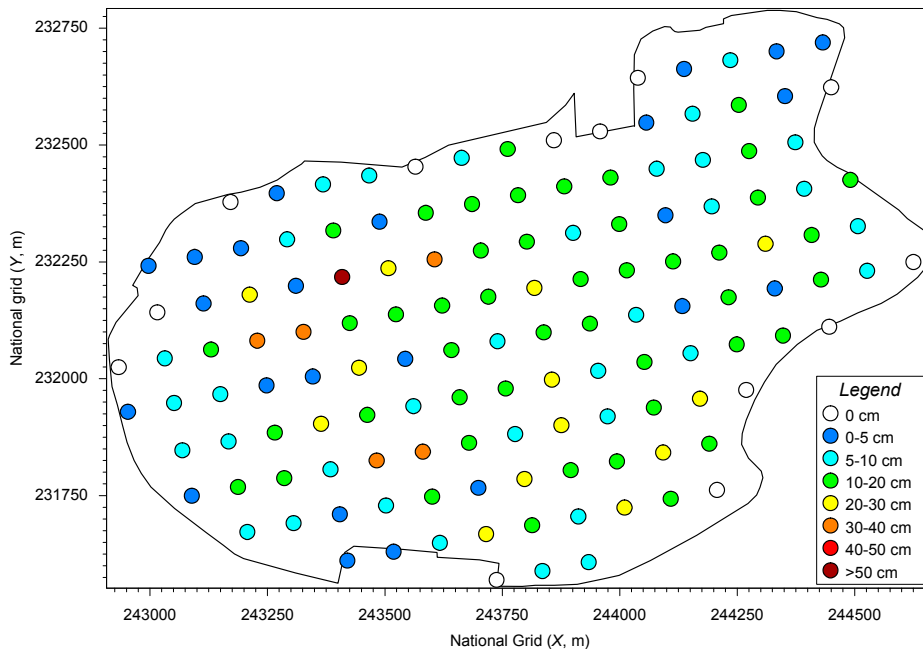 National grid (Y, m)
232750
232500
232250
232000
231750
243000 243250 243500 243750 244000 244250 244500
National Grid (X, m)
Legend
0 cm
0-5 cm
5-10 cm
10-20 cm
20-30 cm
30-40 cm
40-50 cm
>50 cm